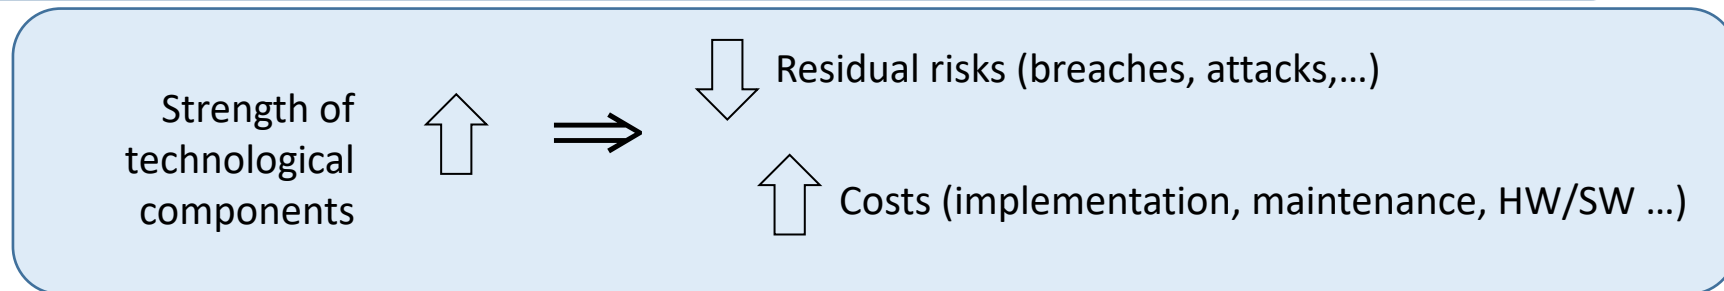 Strength of
technological
components
Residual risks (breaches, attacks,…)
Costs (implementation, maintenance, HW/SW …)